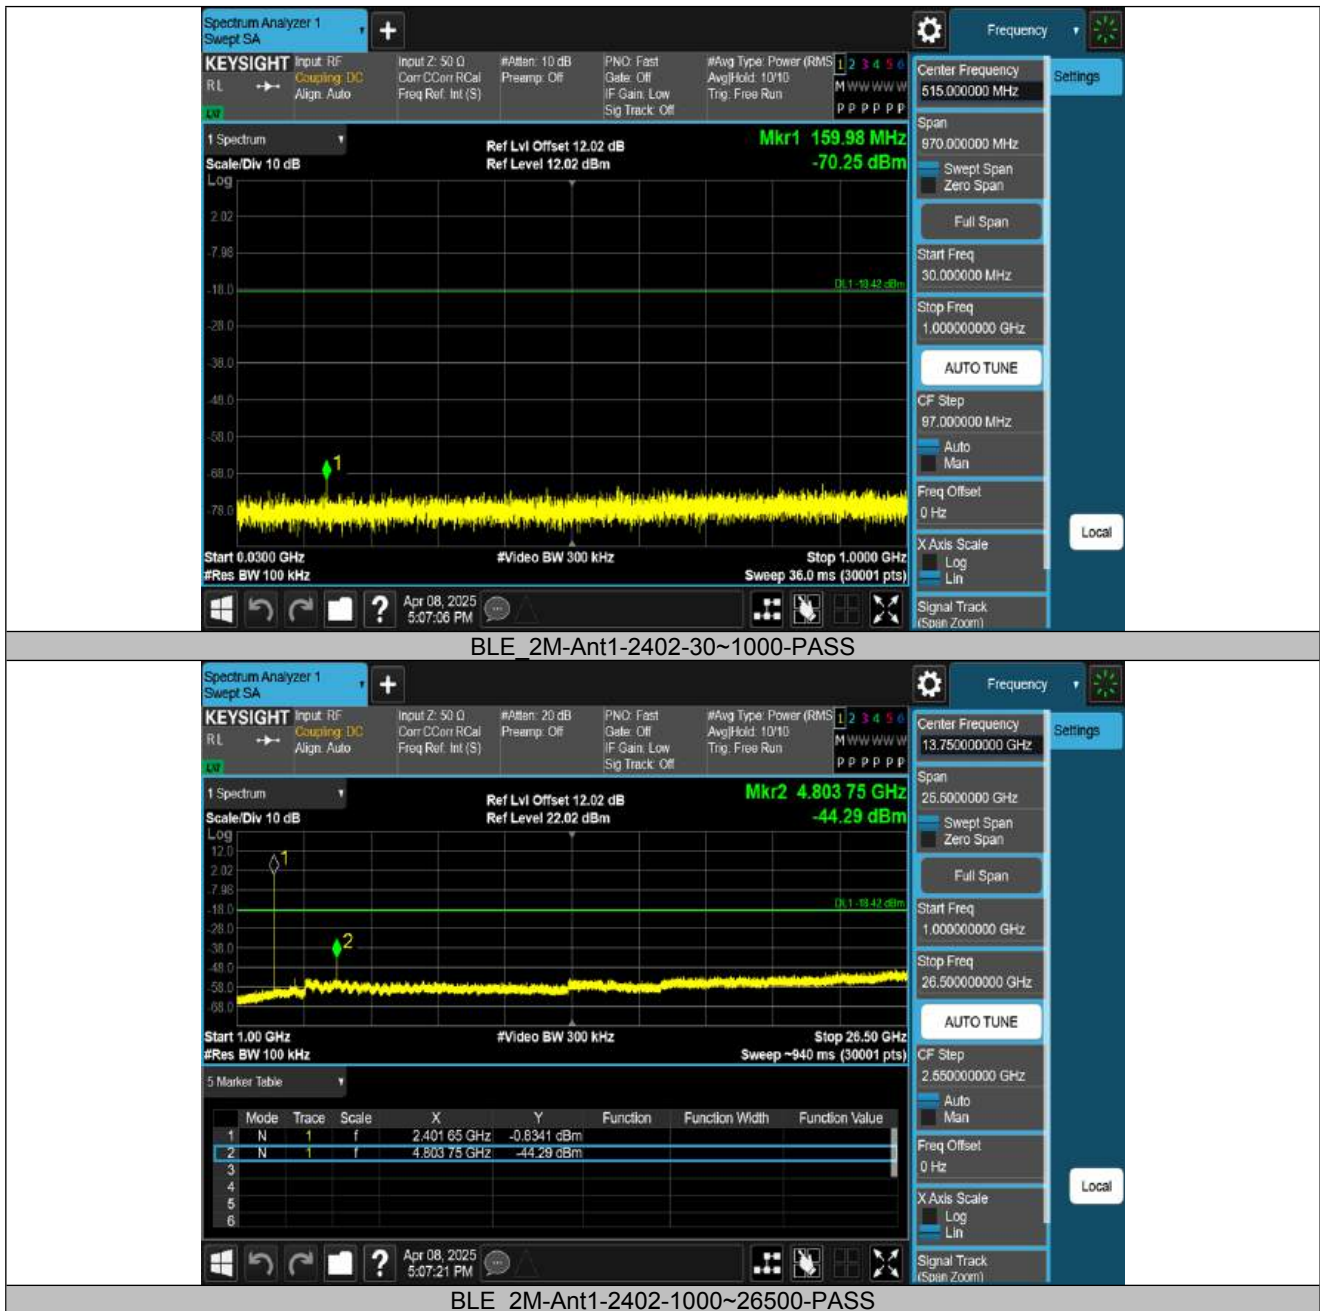 Spectrum Analyzer 1
Swept SA
Frequency
KEYSIGHT
RL
LXI
Input: RF
Coupling: DC
Align: Auto
Input Z: 50 Ω
Corr CCorr RCal
Freq Ref: Int (S)
#Atten: 10 dB
Preamp: Off
PNO: Fast
Gate: Off
IF Gain: Low
Sig Track: Off
#Avg Type: Power (RMS
Avg|Hold: 10/10
Trig: Free Run
1 2 3 4 5 6
M W W W W W
P P P P P P
Center Frequency
515.000000 MHz
Settings
1 Spectrum
Scale/Div 10 dB
Ref Lvl Offset 12.02 dB
Ref Level 12.02 dBm
Mkr1 159.98 MHz
-70.25 dBm
Span
970.000000 MHz
Swept Span
Zero Span
Full Span
Start Freq
30.000000 MHz
Stop Freq
1.000000000 GHz
AUTO TUNE
CF Step
97.000000 MHz
Auto
Man
Freq Offset
0 Hz
X Axis Scale
Log
Lin
Signal Track
(Span Zoom)
Local
Log
2.02
-7.98
-18.0
-28.0
-38.0
-48.0
-58.0
-68.0
-78.0
DL1 -18.42 dBm
1
Start 0.0300 GHz
#Res BW 100 kHz
#Video BW 300 kHz
Stop 1.0000 GHz
Sweep 36.0 ms (30001 pts)
Apr 08, 2025
5:07:06 PM
BLE_2M-Ant1-2402-30~1000-PASS
Spectrum Analyzer 1
Swept SA
Frequency
KEYSIGHT
RL
LXI
Input: RF
Coupling: DC
Align: Auto
Input Z: 50 Ω
Corr CCorr RCal
Freq Ref: Int (S)
#Atten: 20 dB
Preamp: Off
PNO: Fast
Gate: Off
IF Gain: Low
Sig Track: Off
#Avg Type: Power (RMS
Avg|Hold: 10/10
Trig: Free Run
1 2 3 4 5 6
M W W W W W
P P P P P P
Center Frequency
13.750000000 GHz
Settings
1 Spectrum
Scale/Div 10 dB
Ref Lvl Offset 12.02 dB
Ref Level 22.02 dBm
Mkr2 4.803 75 GHz
-44.29 dBm
Span
25.5000000 GHz
Swept Span
Zero Span
Full Span
Start Freq
1.000000000 GHz
Stop Freq
26.500000000 GHz
AUTO TUNE
CF Step
2.550000000 GHz
Auto
Man
Freq Offset
0 Hz
X Axis Scale
Log
Lin
Signal Track
(Span Zoom)
Local
Log
12.0
2.02
-7.98
-18.0
-28.0
-38.0
-48.0
-58.0
-68.0
DL1 -18.42 dBm
1
2
Start 1.00 GHz
#Res BW 100 kHz
#Video BW 300 kHz
Stop 26.50 GHz
Sweep ~940 ms (30001 pts)
5 Marker Table
Mode Trace Scale X Y Function Function Width Function Value
1 N 1 f 2.401 65 GHz -0.8341 dBm
2 N 1 f 4.803 75 GHz -44.29 dBm
3
4
5
6
Apr 08, 2025
5:07:21 PM
BLE_2M-Ant1-2402-1000~26500-PASS